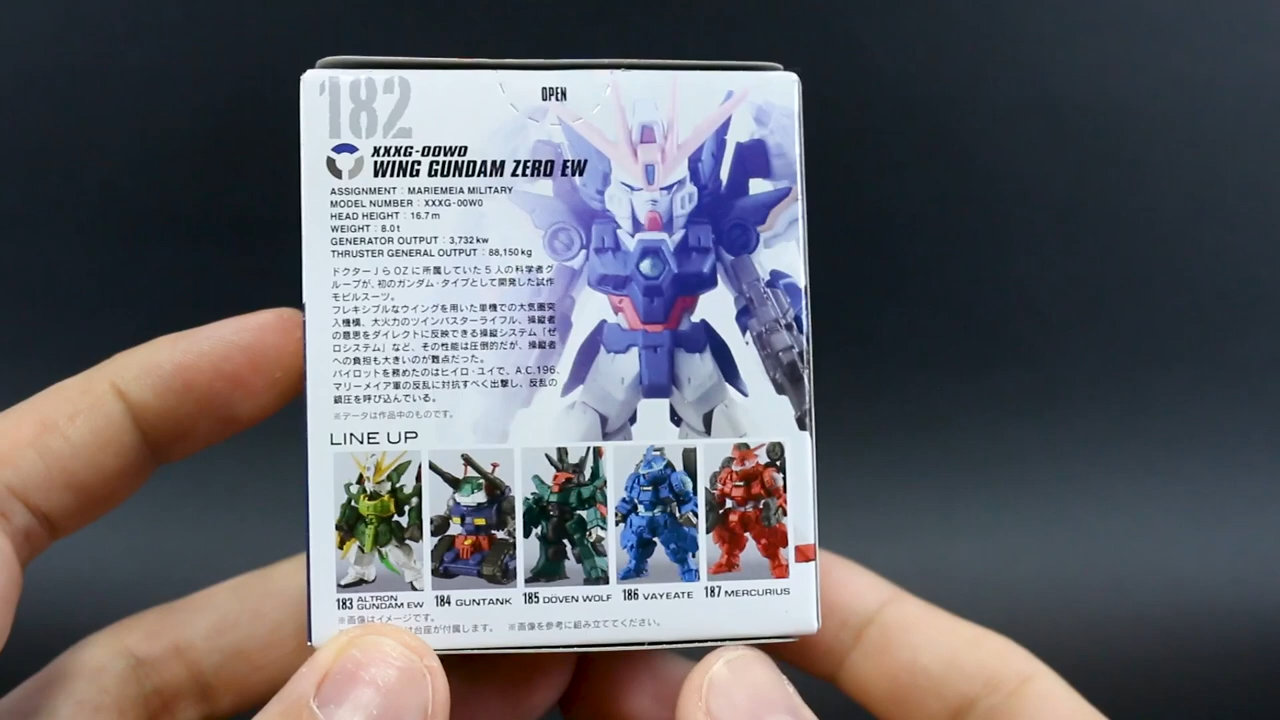 182
OPEN
XXXG-00W0
WING GUNDAM ZERO EW
ASSIGNMENT : MARIEMEIA MILITARY
MODEL NUMBER : XXXG-00W0
HEAD HEIGHT : 16.7m
WEIGHT : 8.0t
GENERATOR OUTPUT : 3,732kw
THRUSTER GENERAL OUTPUT : 88,150kg
ドクターJらOZに所属していた5人の科学者グ
ループが、初のガンダム・タイプとして開発した試作
モビルスーツ。
フレキシブルなウイングを用いた単機での大気圏突
入機構、大火力のツインバスターライフル、操縦者
の意思をダイレクトに反映できる操縦システム「ゼ
ロシステム」など、その性能は圧倒的だが、操縦者
への負担も大きいのが難点だった。
パイロットを務めたのはヒイロ・ユイで、A.C.196、
マリーメイア軍の反乱に対抗すべく出撃し、反乱の
鎮圧を呼び込んでいる。
※データは作品中のものです。
LINE UP
183 ALTRON GUNDAM EW 184 GUNTANK 185 DÖVEN WOLF 186 VAYEATE 187 MERCURIUS
※画像はイメージです。
は台座が付属します。 ※画像を参考に組み立ててください。